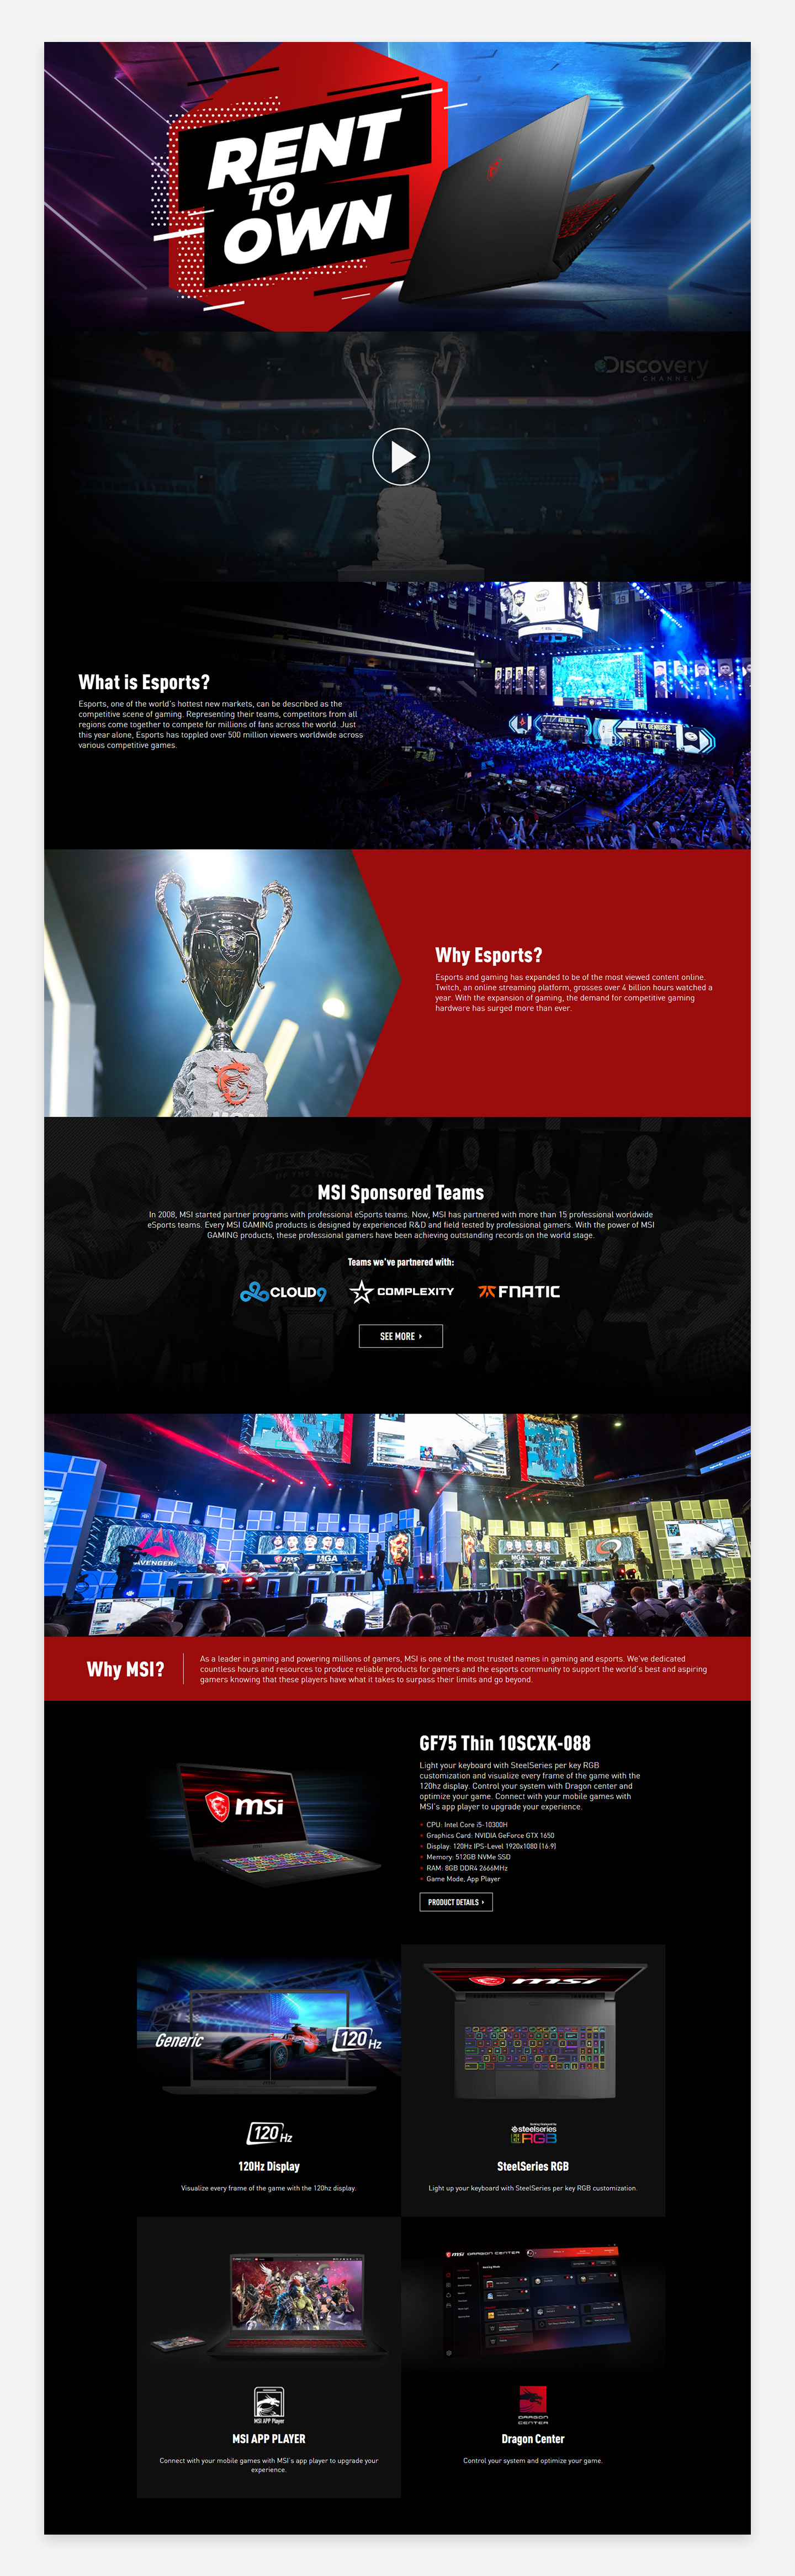 RENT
TO
OWN
Discovery
CHANNEL
What is Esports?
Esports, one of the world's hottest new markets, can be described as the
competitive scene of gaming. Representing their teams, competitors from all
regions come together to compete for millions of fans across the world. Just
this year alone, Esports has toppled over 500 million viewers worldwide across
various competitive games.
EVIL GENIUSES
Why Esports?
Esports and gaming has expanded to be of the most viewed content online.
Twitch, an online streaming platform, grosses over 4 billion hours watched a
year. With the expansion of gaming, the demand for competitive gaming
hardware has surged more than ever.
MSI Sponsored Teams
In 2008, MSI started partner programs with professional eSports teams. Now, MSI has partnered with more than 15 professional worldwide
eSports teams. Every MSI GAMING products is designed by experienced R&D and field tested by professional gamers. With the power of MSI
GAMING products, these professional gamers have been achieving outstanding records on the world stage.
Teams we've partnered with:
CLOUD9 COMPLEXITY FNATIC
SEE MORE
AVENGER
MGA
Why MSI?
As a leader in gaming and powering millions of gamers, MSI is one of the most trusted names in gaming and esports. We've dedicated
countless hours and resources to produce reliable products for gamers and the esports community to support the world's best and aspiring
gamers knowing that these players have what it takes to surpass their limits and go beyond.
msi
GF75 Thin 10SCXK-088
Light your keyboard with SteelSeries per key RGB
customization and visualize every frame of the game with the
120hz display. Control your system with Dragon center and
optimize your game. Connect with your mobile games with
MSI's app player to upgrade your experience.
CPU: Intel Core i5-10300H
Graphics Card: NVIDIA GeForce GTX 1650
Display: 120Hz IPS-Level 1920x1080 (16:9)
Memory: 512GB NVMe SSD
RAM: 8GB DDR4 2666MHz
Game Mode, App Player
PRODUCT DETAILS
Generic
120 Hz
msi
120 Hz
120Hz Display
Visualize every frame of the game with the 120hz display.
steelseries
RGB
SteelSeries RGB
Light up your keyboard with SteelSeries per key RGB customization.
MSI APP Player
MSI APP PLAYER
Connect with your mobile games with MSI's app player to upgrade your
experience.
msi DRAGON CENTER
DRAGON
CENTER
Dragon Center
Control your system and optimize your game.